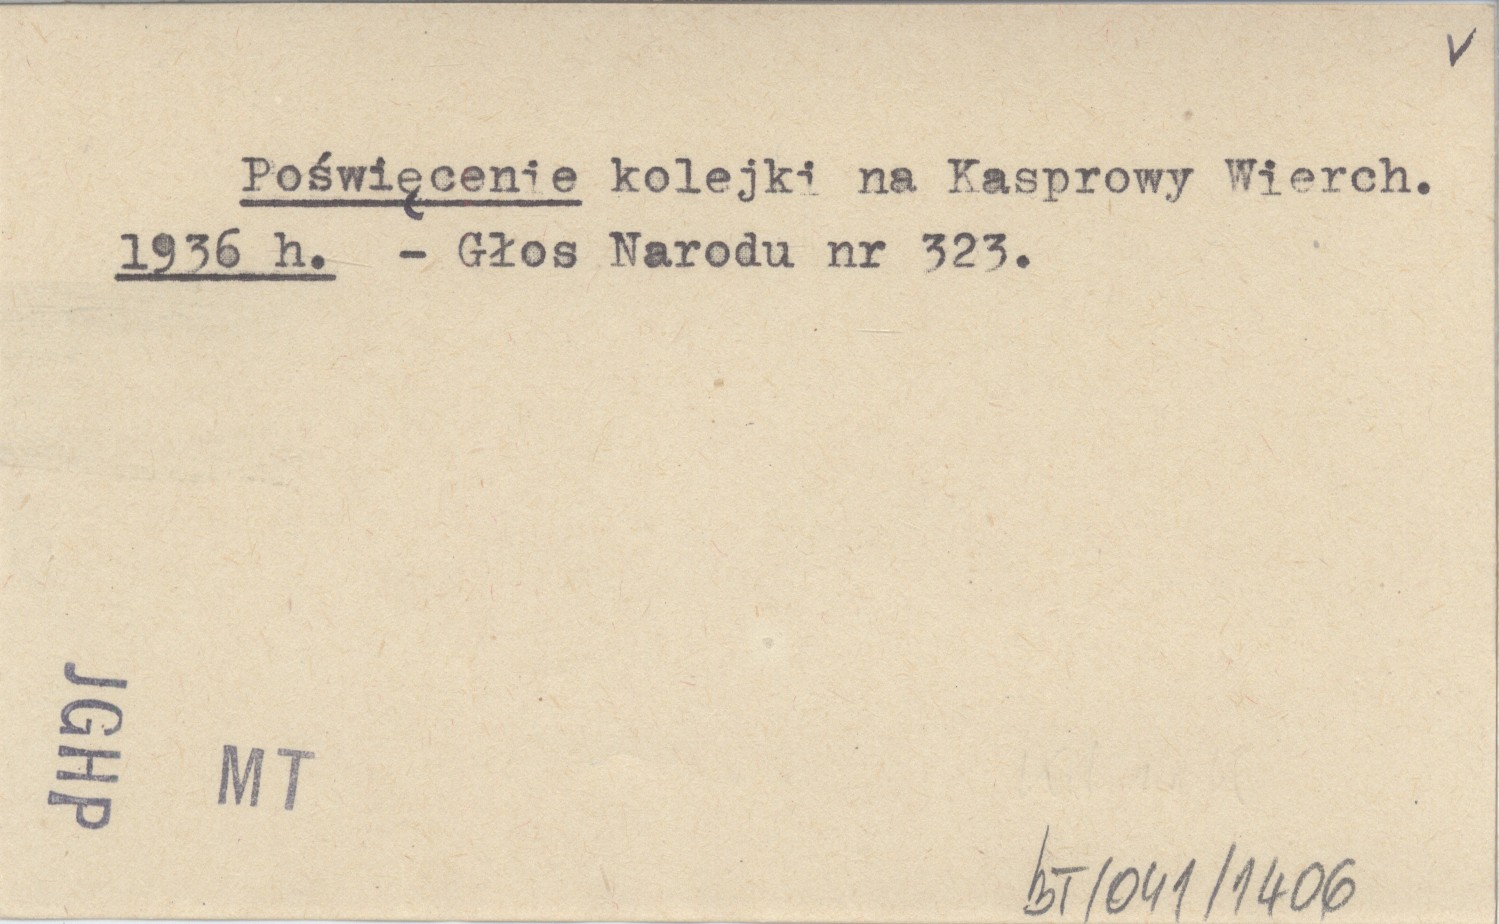 v
Poświęcenie kolejki na Kasprowy Wierch.
1936 h. - Głos Narodu nr 323.
JGHP
MT
BT/041/1406